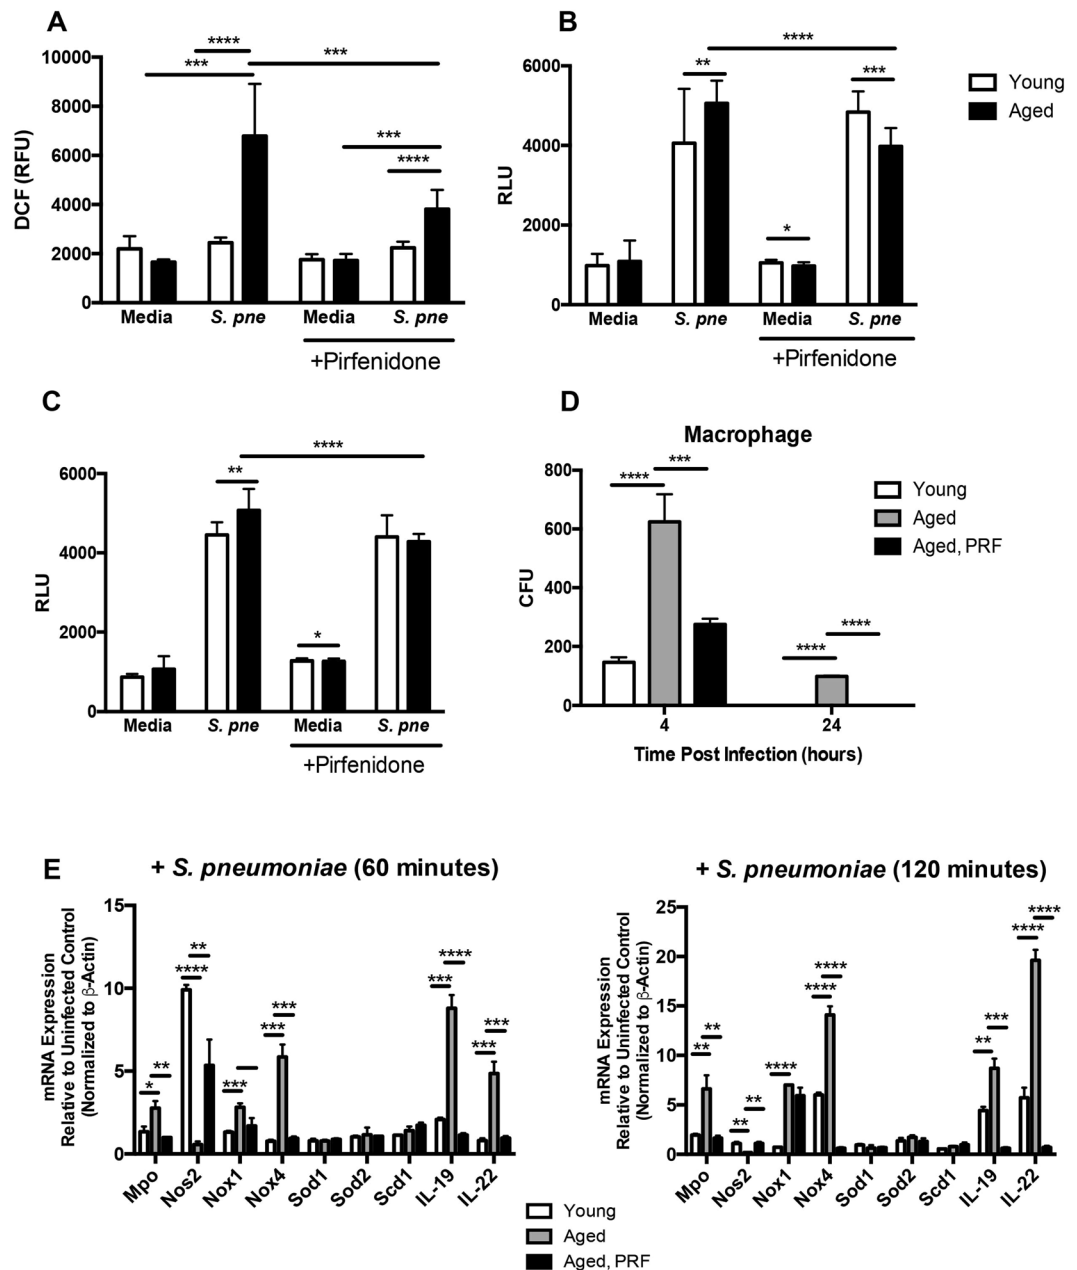 A
****
***
***
***
****
10000
8000
6000
4000
2000
0
DCF (RFU)
Media
S. pne
Media
S. pne
+Pirfenidone
B
****
**
***
*
6000
4000
2000
0
RLU
Media
S. pne
Media
S. pne
+Pirfenidone
Young
Aged
C
****
**
*
6000
4000
2000
0
RLU
Media
S. pne
Media
S. pne
+Pirfenidone
D
Macrophage
****
***
****
****
800
600
400
200
0
CFU
4
24
Time Post Infection (hours)
Young
Aged
Aged, PRF
E
+ S. pneumoniae (60 minutes)
15
10
5
0
mRNA Expression
Relative to Uninfected Control
(Normalized to β-Actin)
*
**
****
**
***
***
***
***
****
***
***
Mpo
Nos2
Nox1
Nox4
Sod1
Sod2
Scd1
IL-19
IL-22
+ S. pneumoniae (120 minutes)
25
20
15
10
5
0
mRNA Expression
Relative to Uninfected Control
(Normalized to β-Actin)
**
**
**
**
****
****
****
**
***
****
****
Mpo
Nos2
Nox1
Nox4
Sod1
Sod2
Scd1
IL-19
IL-22
Young
Aged
Aged, PRF